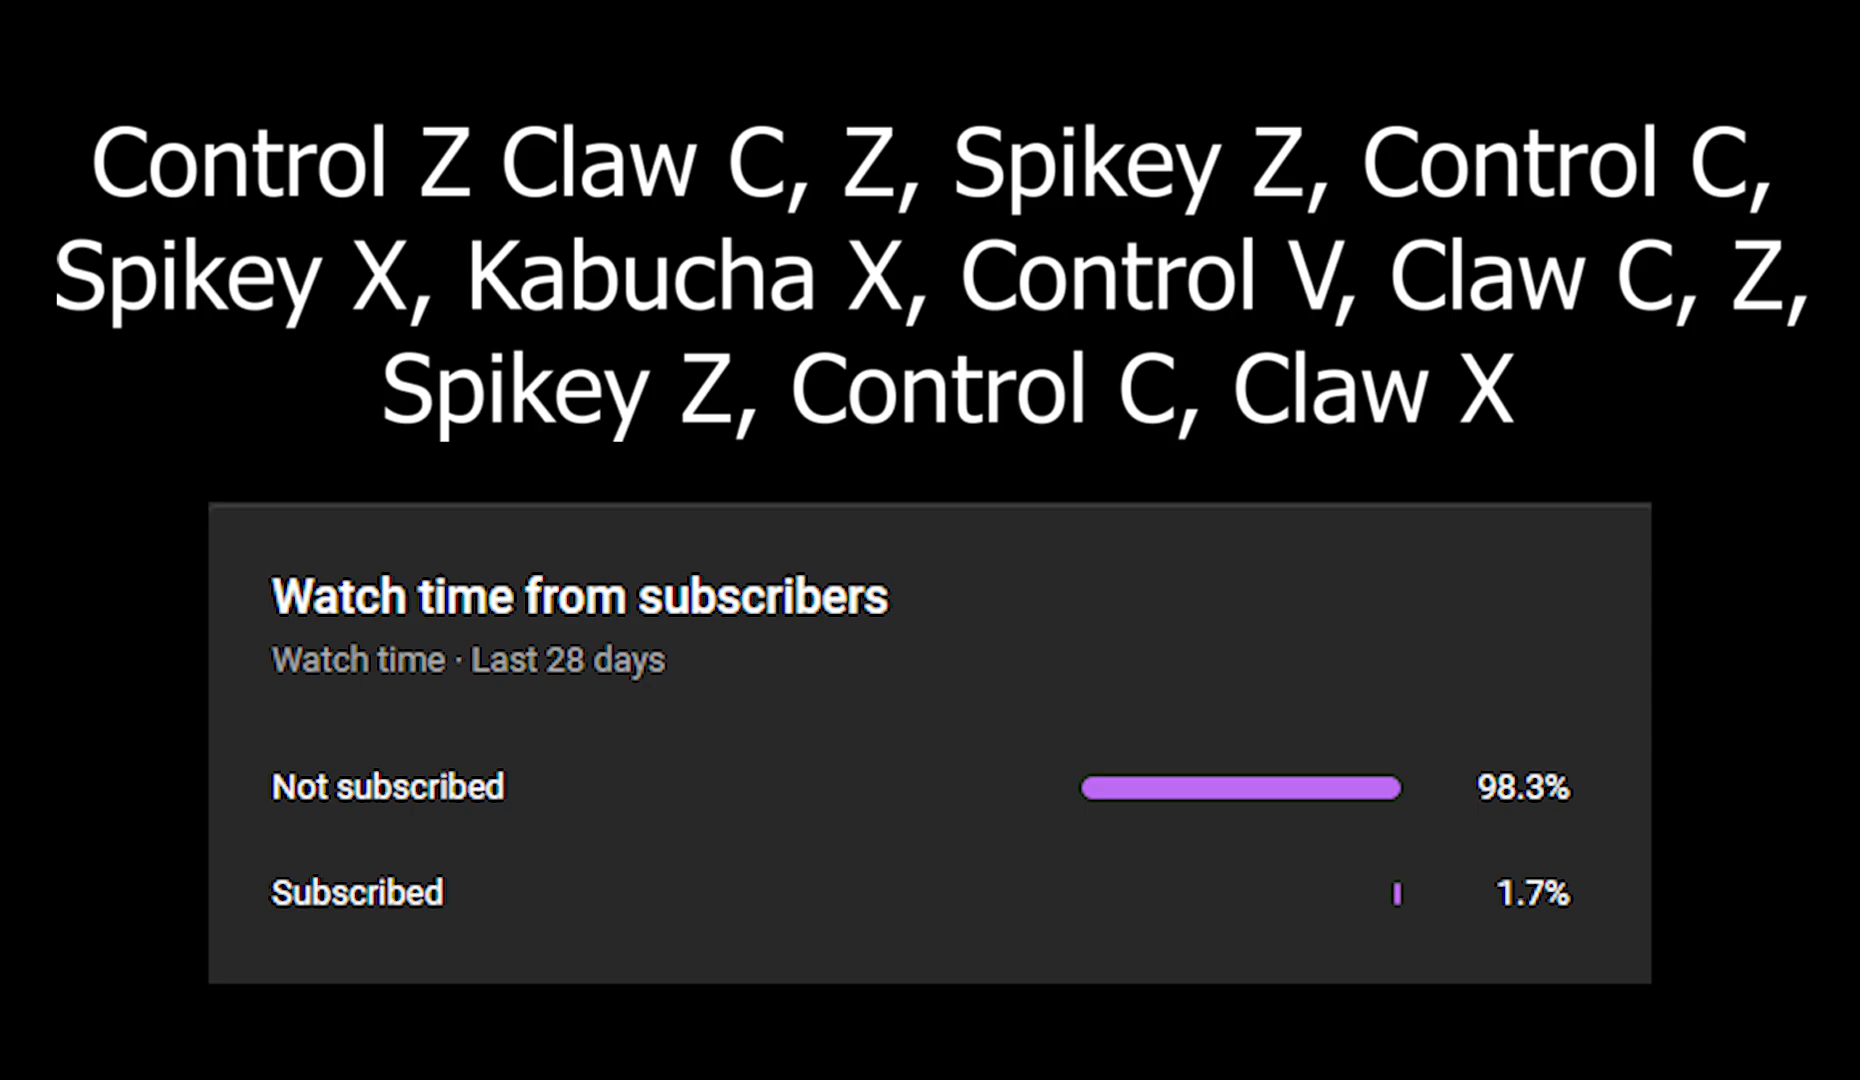 Control Z Claw C, Z, Spikey Z, Control C,
Spikey X, Kabucha X, Control V, Claw C, Z,
Spikey Z, Control C, Claw X
Watch time from subscribers
Watch time · Last 28 days
Not subscribed 98.3%
Subscribed 1.7%